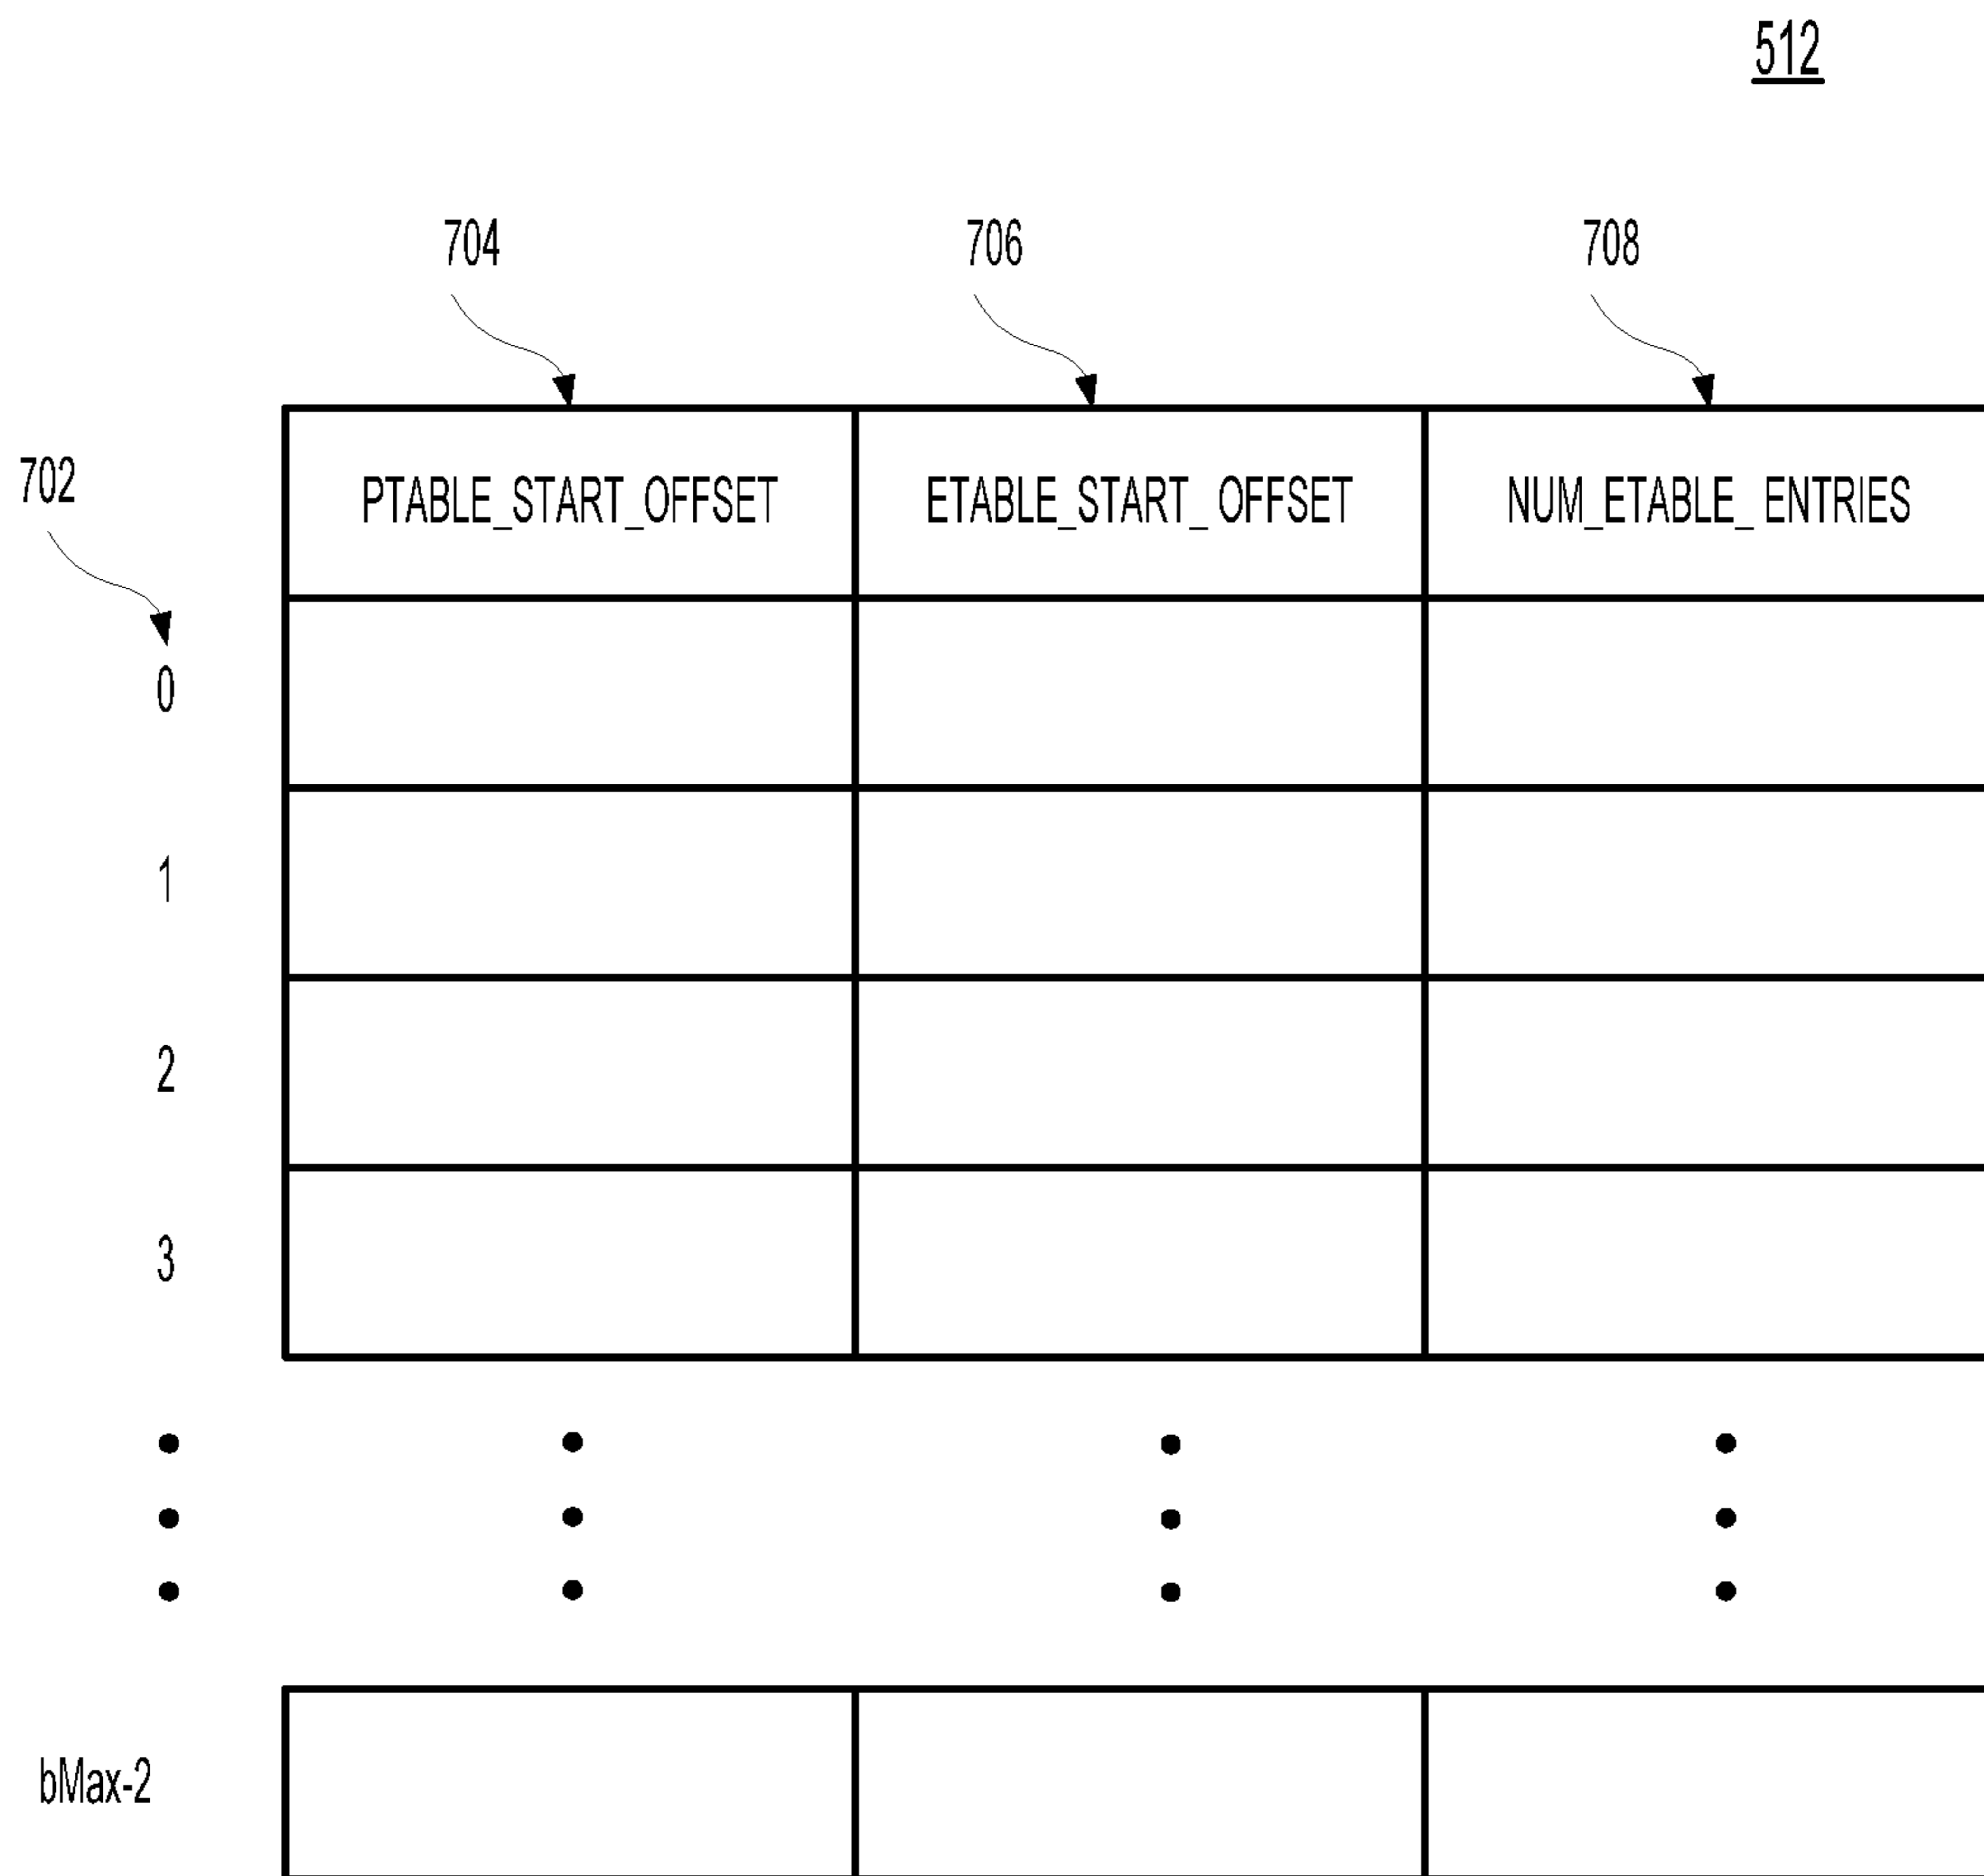 512
704 706 708
702
PTABLE_START_OFFSET ETABLE_START_ OFFSET NUM_ETABLE_ ENTRIES
0
1
2
3
bMax-2